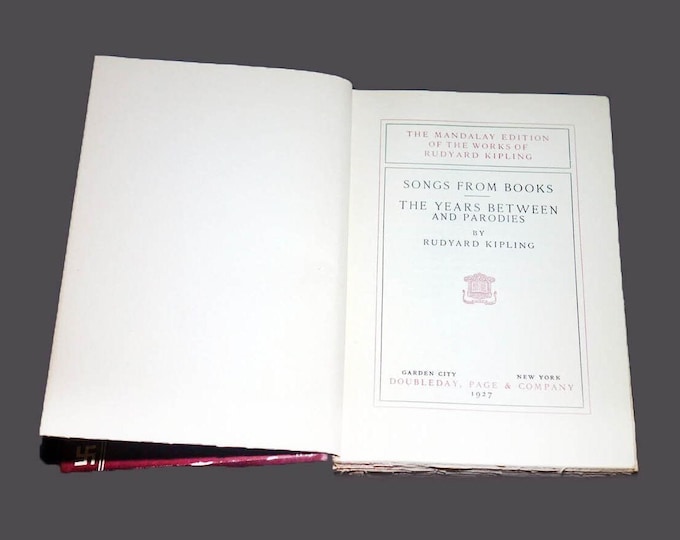 THE MANDALAY EDITION
OF THE WORKS OF
RUDYARD KIPLING
SONGS FROM BOOKS
THE YEARS BETWEEN
AND PARODIES
BY
RUDYARD KIPLING
GARDEN CITY NEW YORK
DOUBLEDAY, PAGE & COMPANY
1927